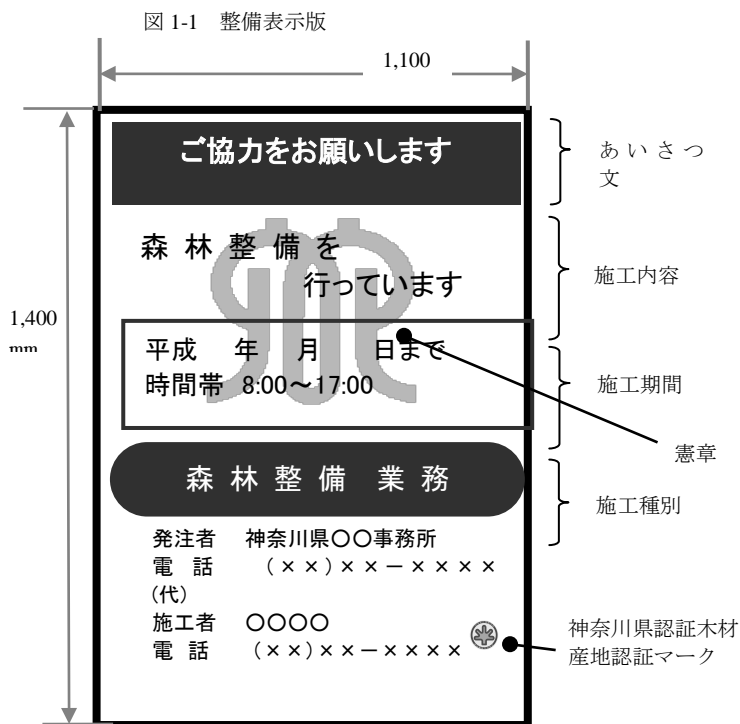 図 1-1　整備表示版
1,100
ご協力をお願いします
あいさつ
文
森 林 整 備 を
行っています
施工内容
1,400
mm
平成　年　月　日まで
時間帯 8:00～17:00
施工期間
憲章
森 林 整 備　業 務
施工種別
発注者　神奈川県〇〇事務所
電 話　(××)××－××××
(代)
施工者　〇〇〇〇
電 話　(××)××－××××
神奈川県認証木材
産地認証マーク